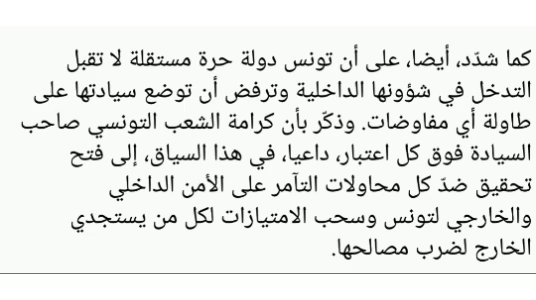 كما شدّد، أيضا، على أن تونس دولة حرة مستقلة لا تقبل
التدخل في شؤونها الداخلية وترفض أن توضع سيادتها على
طاولة أي مفاوضات. وذكّر بأن كرامة الشعب التونسي صاحب
السيادة فوق كل اعتبار، داعيا، في هذا السياق، إلى فتح
تحقيق ضدّ كل محاولات التآمر على الأمن الداخلي
والخارجي لتونس وسحب الامتيازات لكل من يستجدي
الخارج لضرب مصالحها.